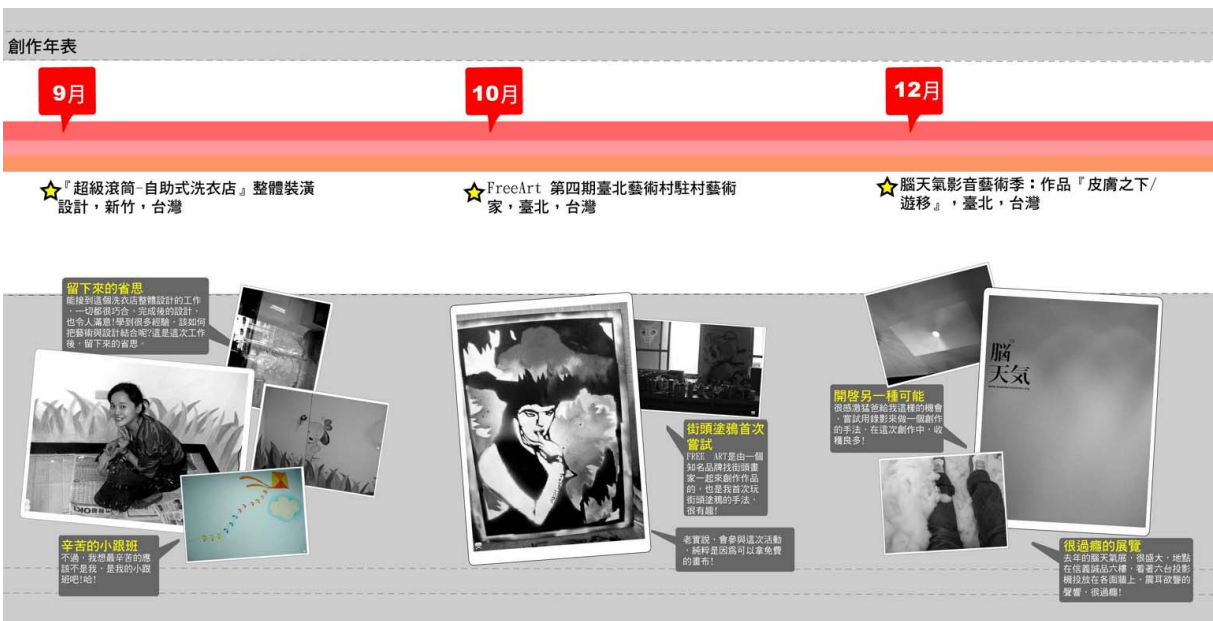 創作年表
9月
10月
12月
『超級滾筒-自助式洗衣店』整體裝潢
設計，新竹，台灣
FreeArt 第四期臺北藝術村駐村藝術
家，臺北，台灣
腦天氣影音藝術季：作品『皮膚之下/
遊移』，臺北，台灣
留下來的省思
能接到這個洗衣店整體設計的工作
，一切都很巧合，完成後的設計，
也令人滿意!學到很多經驗，該如何
把藝術與設計結合呢?這是這次工作
後，留下來的省思。
辛苦的小跟班
不過，我想最辛苦的應
該不是我，是我的小跟
班吧!哈!
街頭塗鴉首次
嘗試
FREE ART是由一個
知名品牌找街頭畫
家一起來創作作品
的，也是我首次玩
街頭塗鴉的手法，
很有趣!
老實說，會參與這次活動
，純粹是因為可以拿免費
的畫布!
腦
天気
開啓另一種可能
很感激猛爸給我這樣的機會
，嘗試用錄影來做一個創作
的手法，在這次創作中，收
穫良多!
很過癮的展覽
去年的腦天氣展，很盛大，地點
在信義誠品六樓，看著六台投影
機投放在各面牆上，震耳欲聾的
聲響，很過癮!